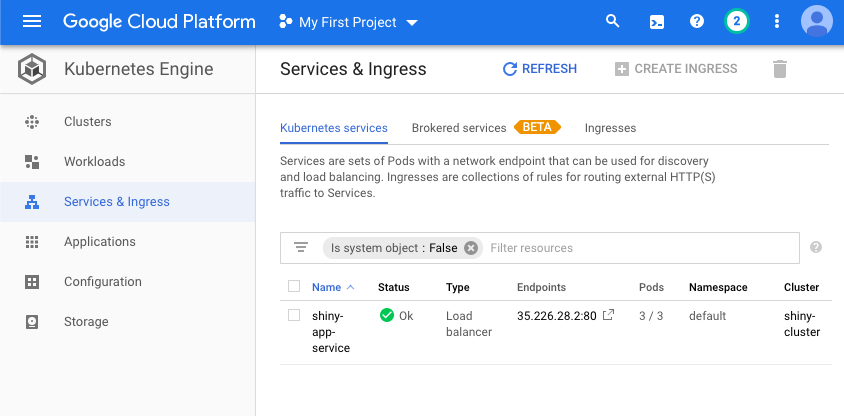 Google Cloud Platform My First Project 2
Kubernetes Engine
Services & Ingress REFRESH CREATE INGRESS
Clusters
Workloads
Services & Ingress
Applications
Configuration
Storage
Kubernetes services Brokered services BETA Ingresses
Services are sets of Pods with a network endpoint that can be used for discovery
and load balancing. Ingresses are collections of rules for routing external HTTP(S)
traffic to Services.
Is system object : False Filter resources
Name Status Type Endpoints Pods Namespace Cluster
shiny-app-service Ok Load balancer 35.226.28.2:80 3 / 3 default shiny-cluster